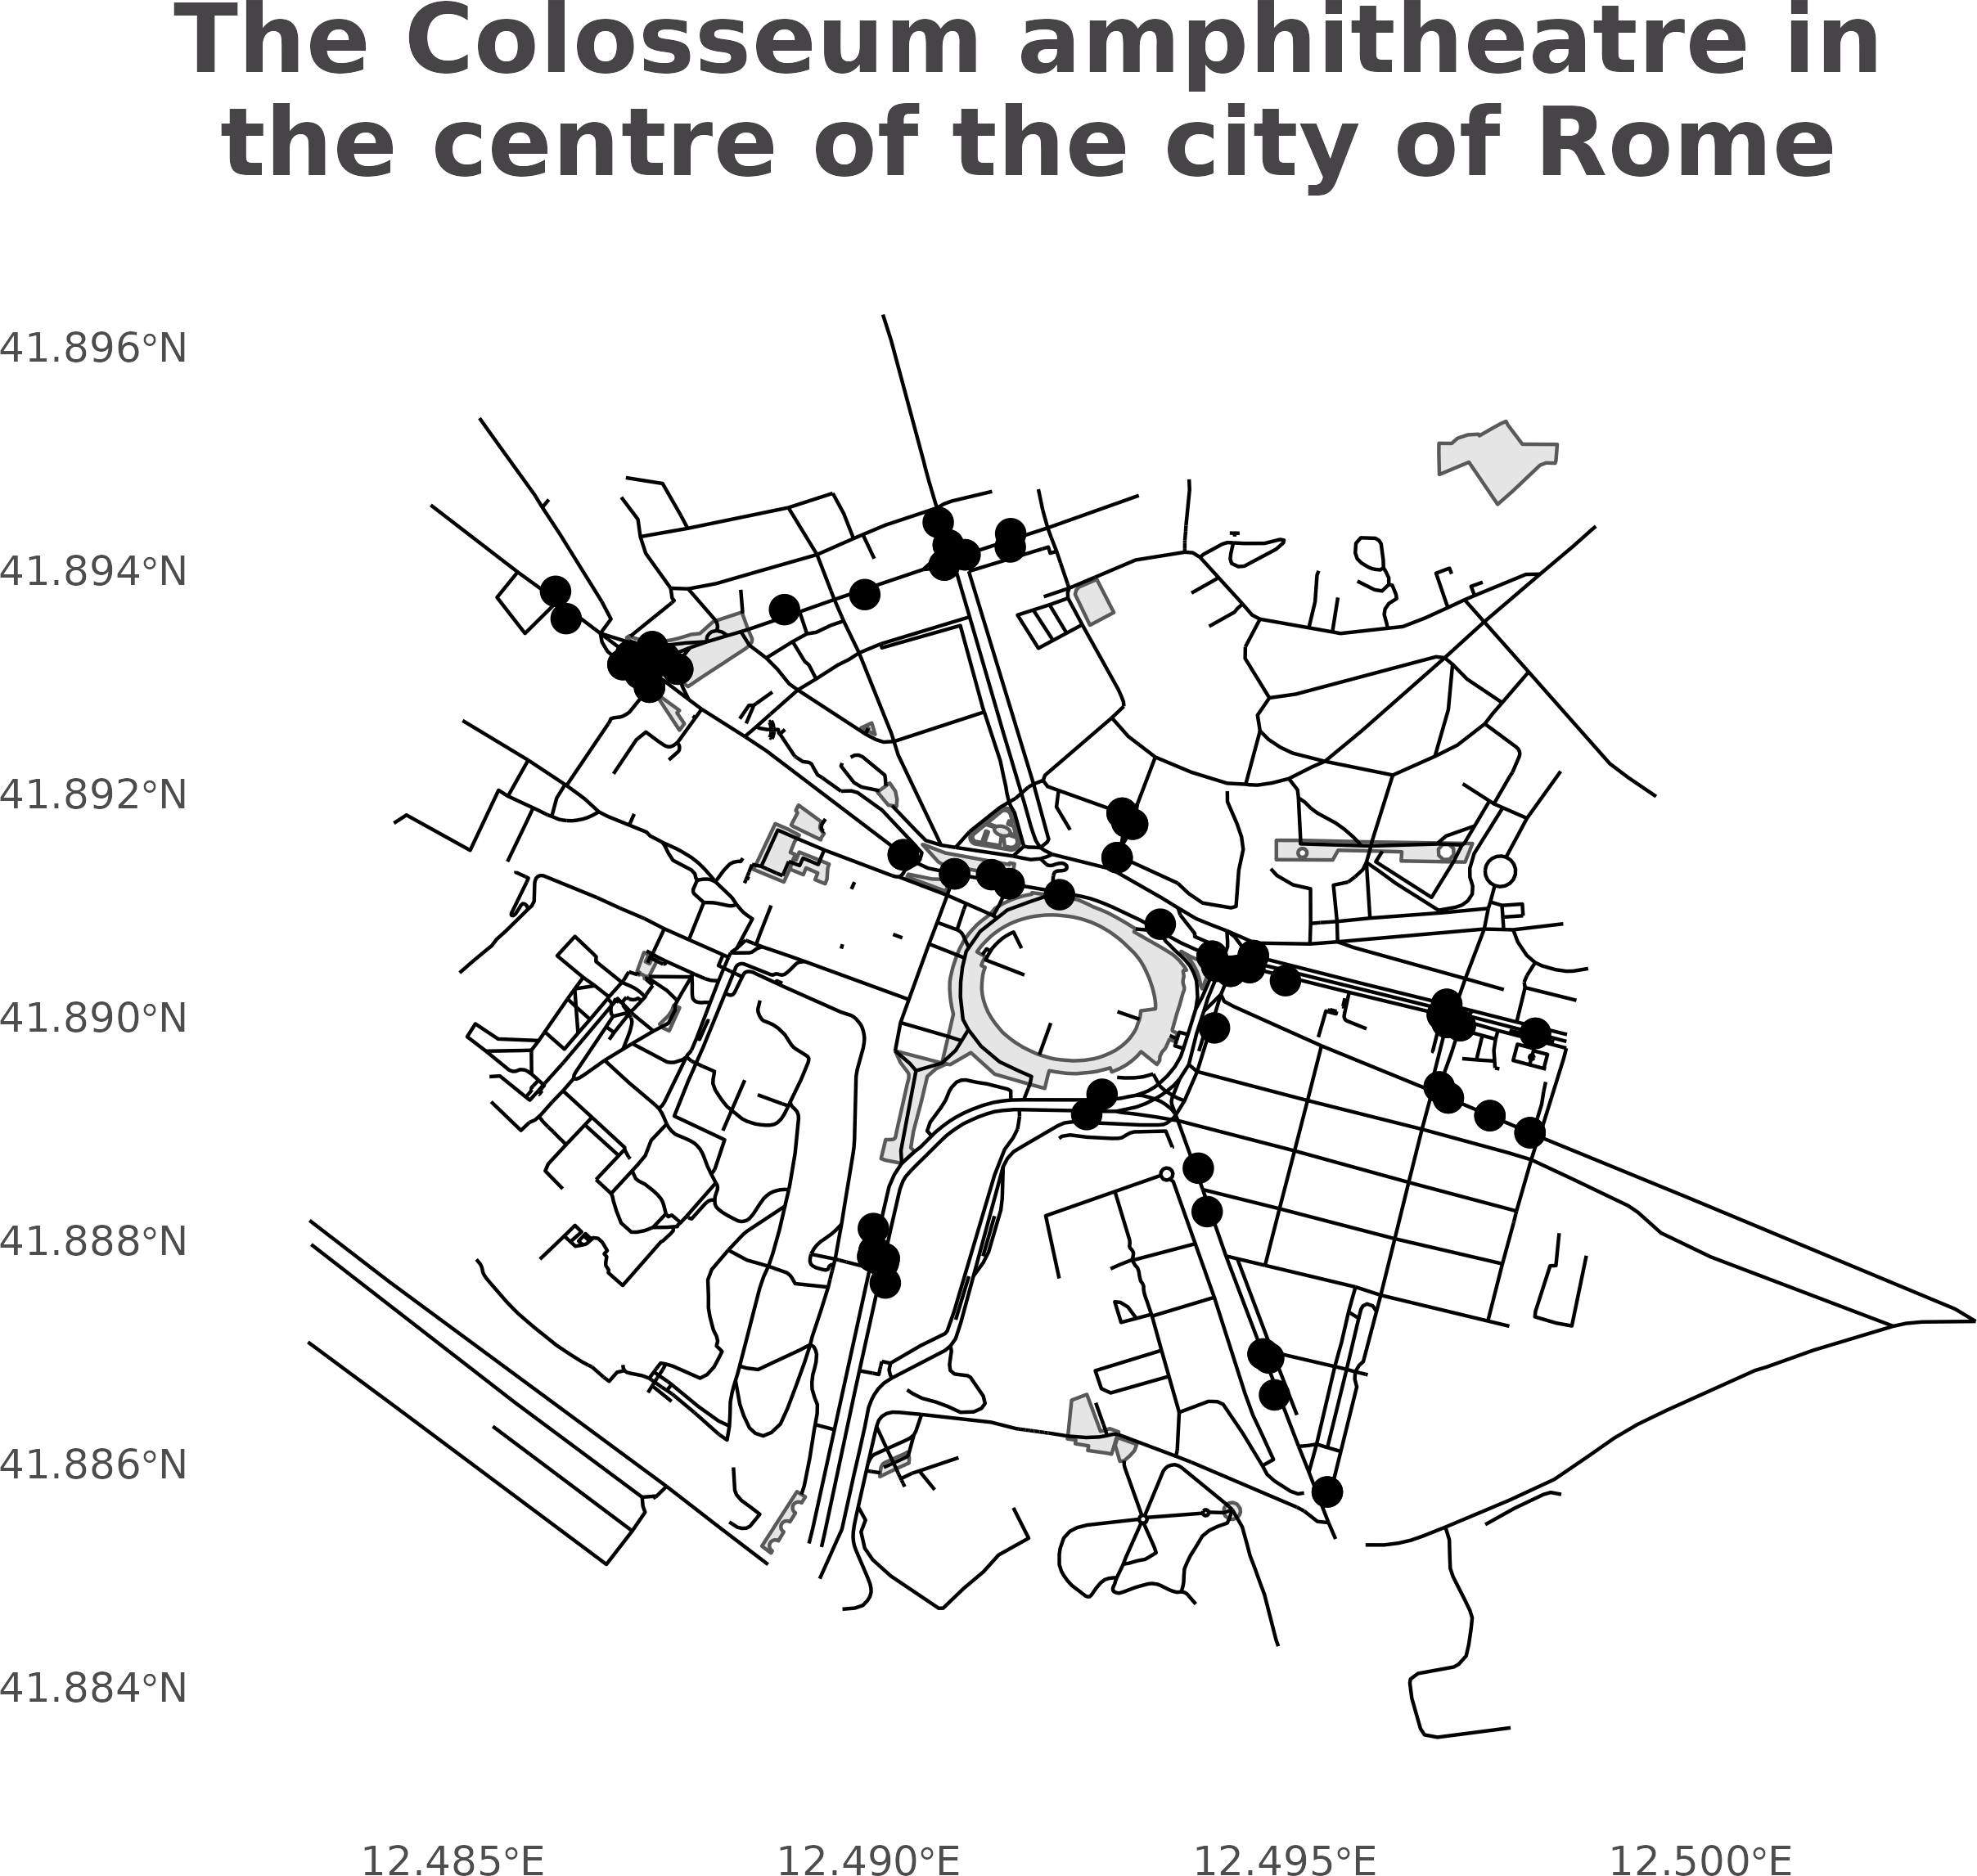 The Colosseum amphitheatre in
the centre of the city of Rome
41.896°N
41.894°N
41.892°N
41.890°N
41.888°N
41.886°N
41.884°N
12.485°E 12.490°E 12.495°E 12.500°E